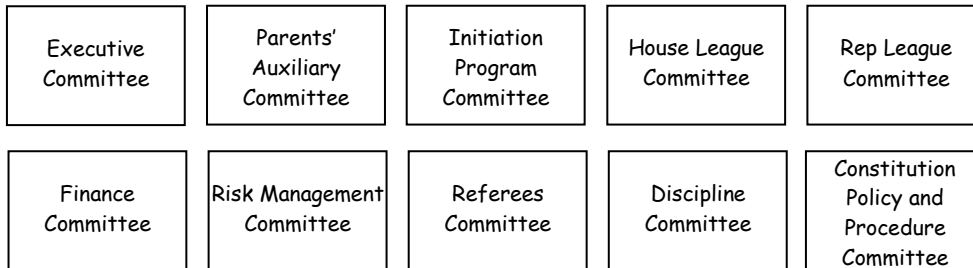 Executive
Committee
Parents'
Auxiliary
Committee
Initiation
Program
Committee
House League
Committee
Rep League
Committee
Finance
Committee
Risk Management
Committee
Referees
Committee
Discipline
Committee
Constitution
Policy and
Procedure
Committee